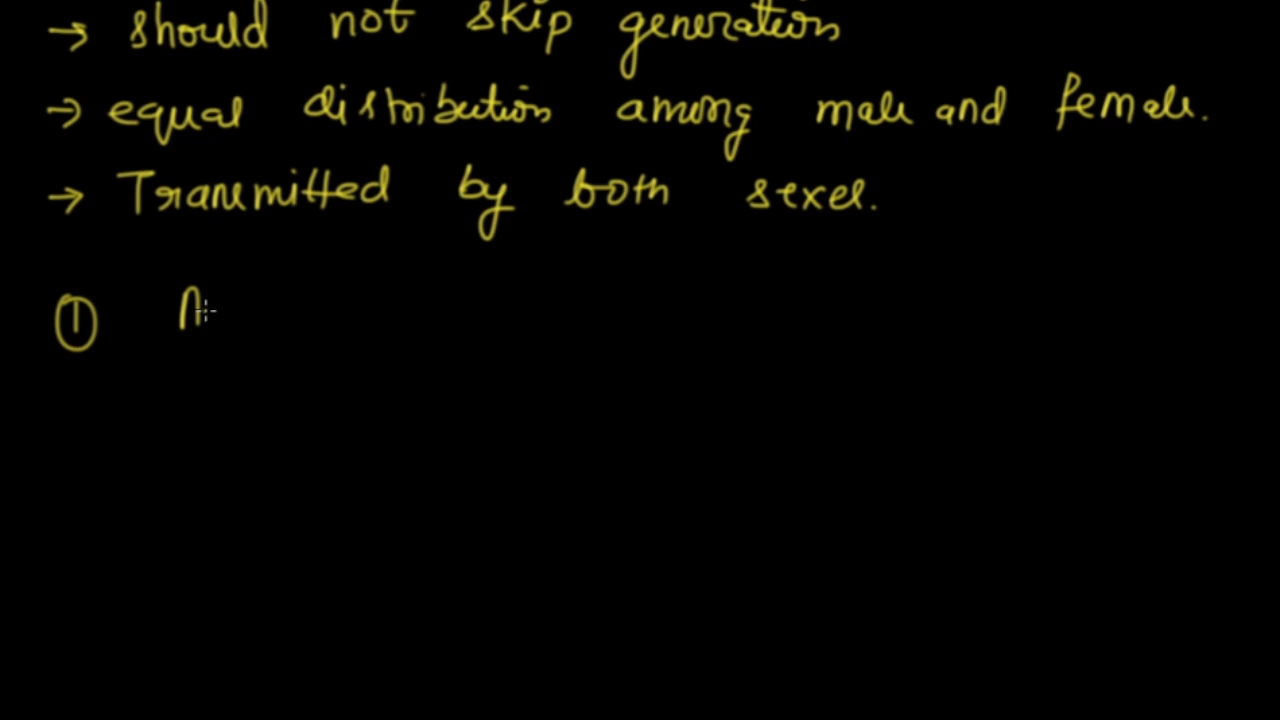 → should not skip generation
→ equal distribution among male and female.
→ Transmitted by both sexes.
①